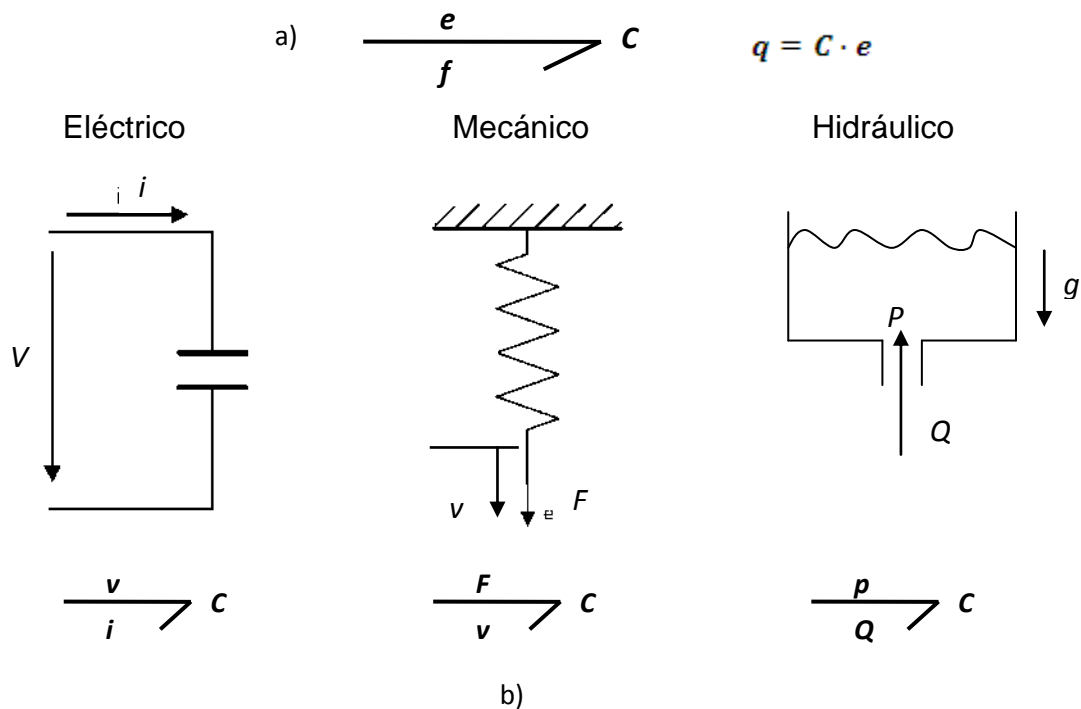 a) e C q = C · e
f
Eléctrico Mecánico Hidráulico
i i
g
P
V
Q
v e F
v C F C p C
i v Q
b)